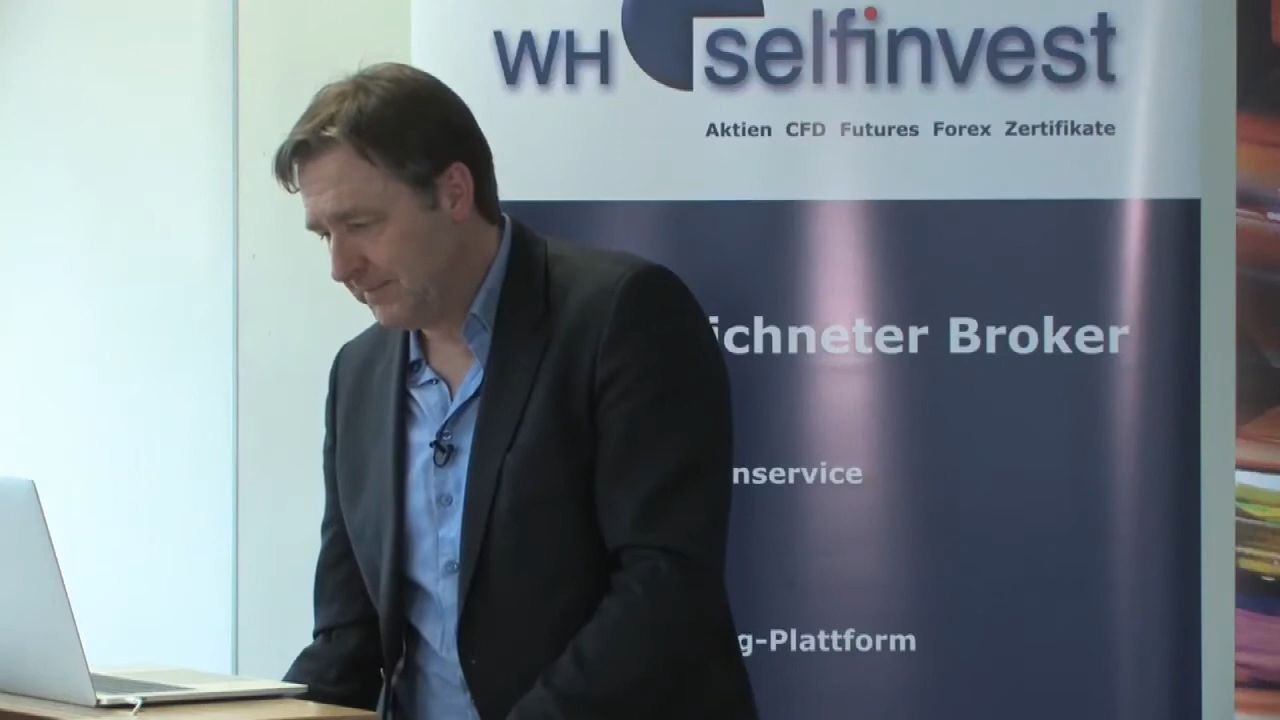 WH selfinvest
Aktien CFD Futures Forex Zertifikate
ichneter Broker
nservice
g-Plattform